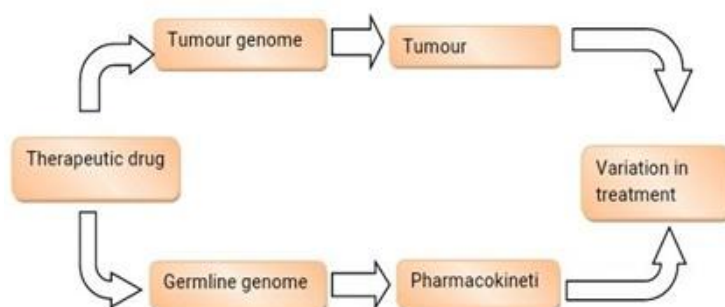 Tumour genome
Tumour
Therapeutic drug
Variation in
treatment
Germline genome
Pharmacokineti